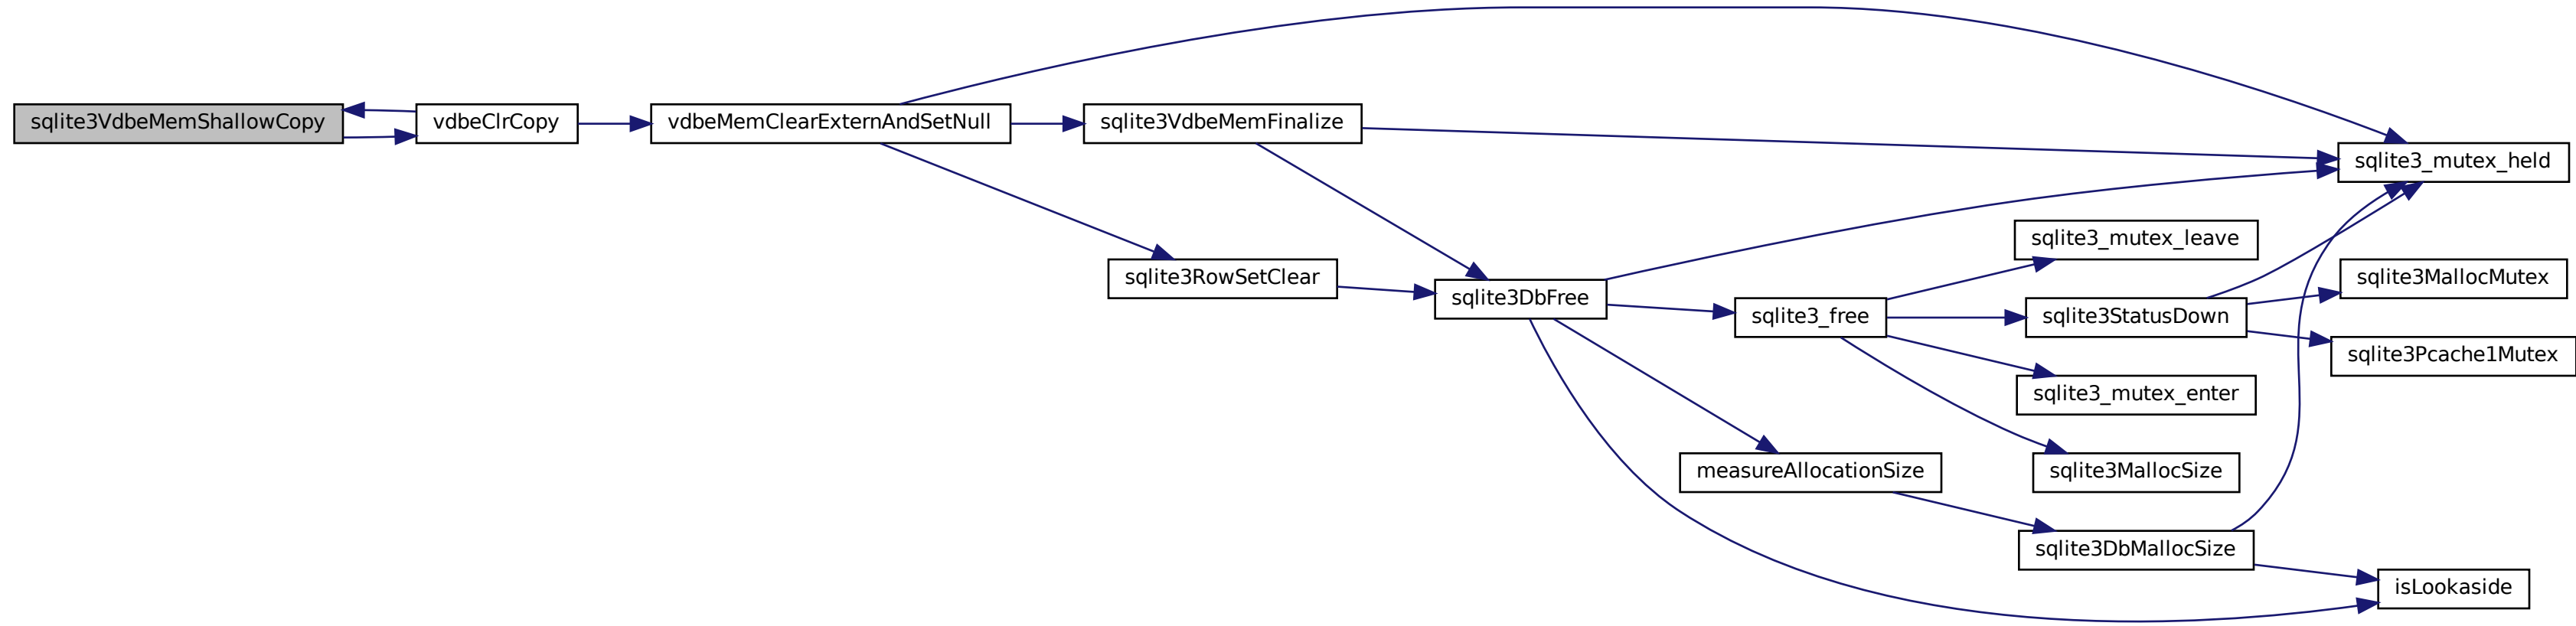 sqlite3VdbeMemShallowCopy
vdbeClrCopy
vdbeMemClearExternAndSetNull
sqlite3VdbeMemFinalize
sqlite3_mutex_held
sqlite3RowSetClear
sqlite3DbFree
sqlite3_free
sqlite3_mutex_leave
sqlite3StatusDown
sqlite3MallocMutex
sqlite3Pcache1Mutex
sqlite3_mutex_enter
sqlite3MallocSize
measureAllocationSize
sqlite3DbMallocSize
isLookaside